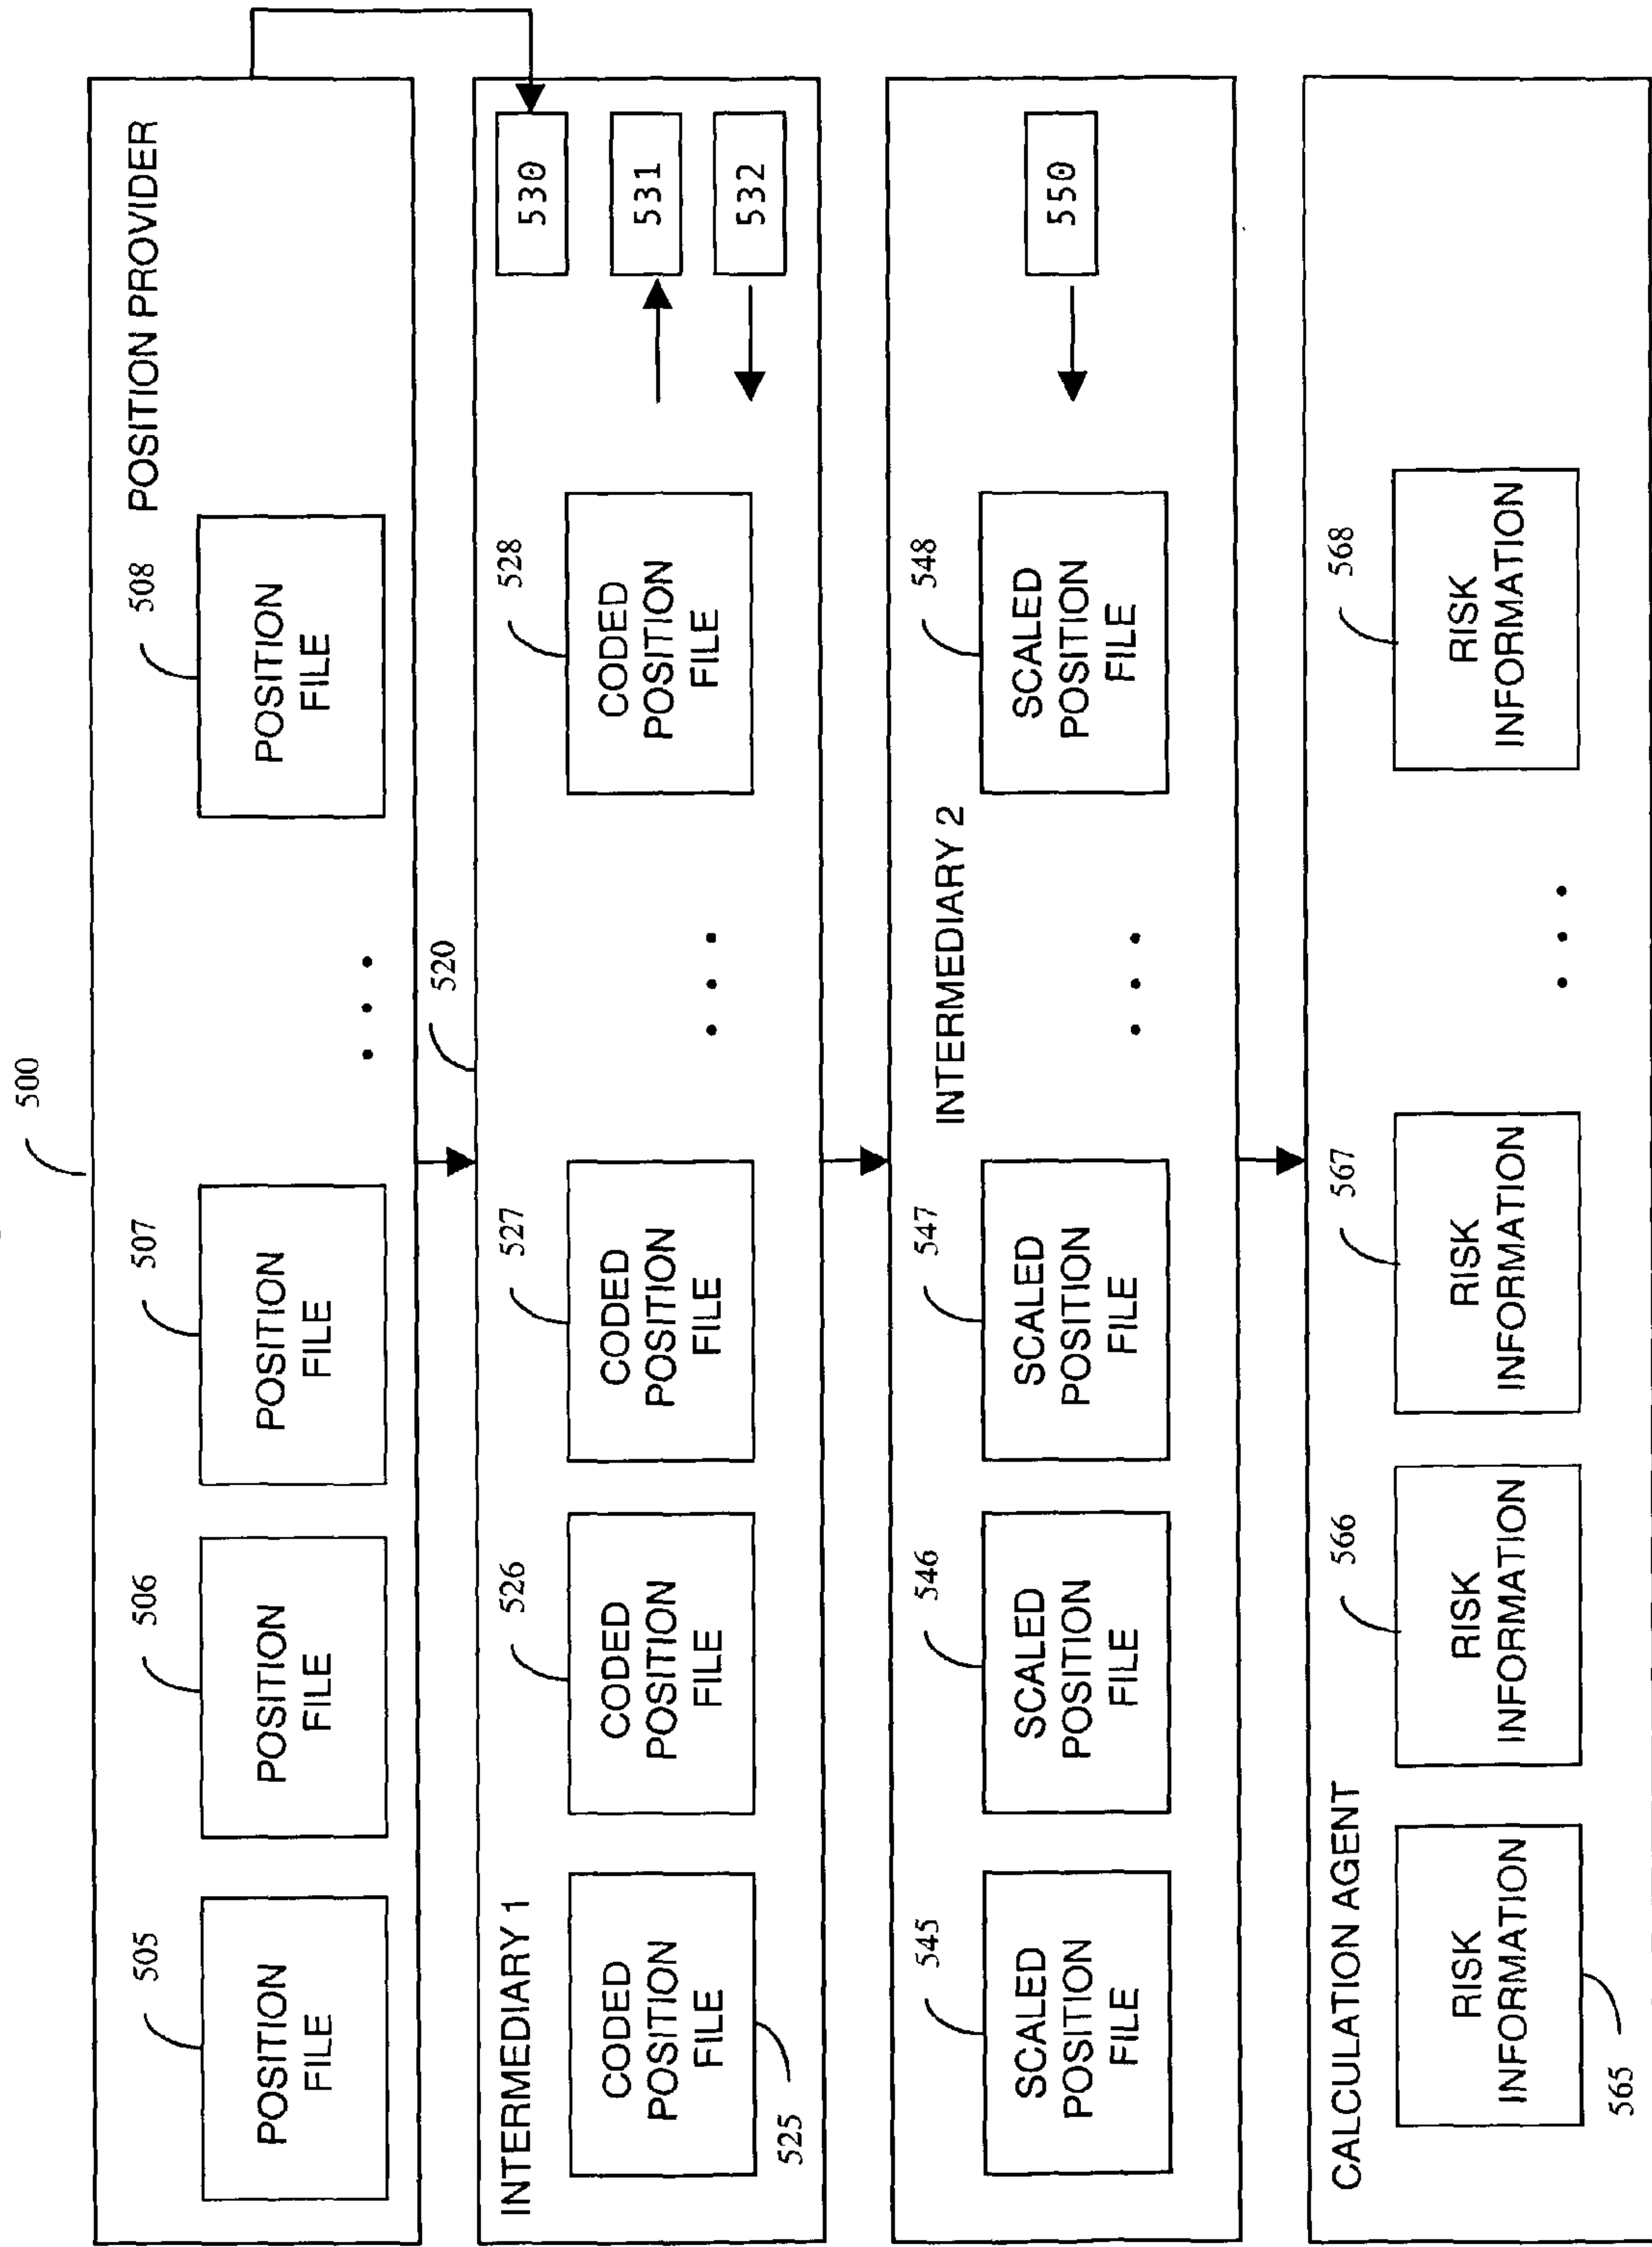 500
POSITION PROVIDER
505
506
507
508
POSITION
FILE
POSITION
FILE
POSITION
FILE
. . .
POSITION
FILE
520
INTERMEDIARY 1
526
527
528
530
531
532
CODED
POSITION
FILE
CODED
POSITION
FILE
CODED
POSITION
FILE
. . .
CODED
POSITION
FILE
525
INTERMEDIARY 2
545
546
547
548
550
SCALED
POSITION
FILE
SCALED
POSITION
FILE
SCALED
POSITION
FILE
. . .
SCALED
POSITION
FILE
CALCULATION AGENT
566
567
568
RISK
INFORMATION
RISK
INFORMATION
RISK
INFORMATION
. . .
RISK
INFORMATION
565